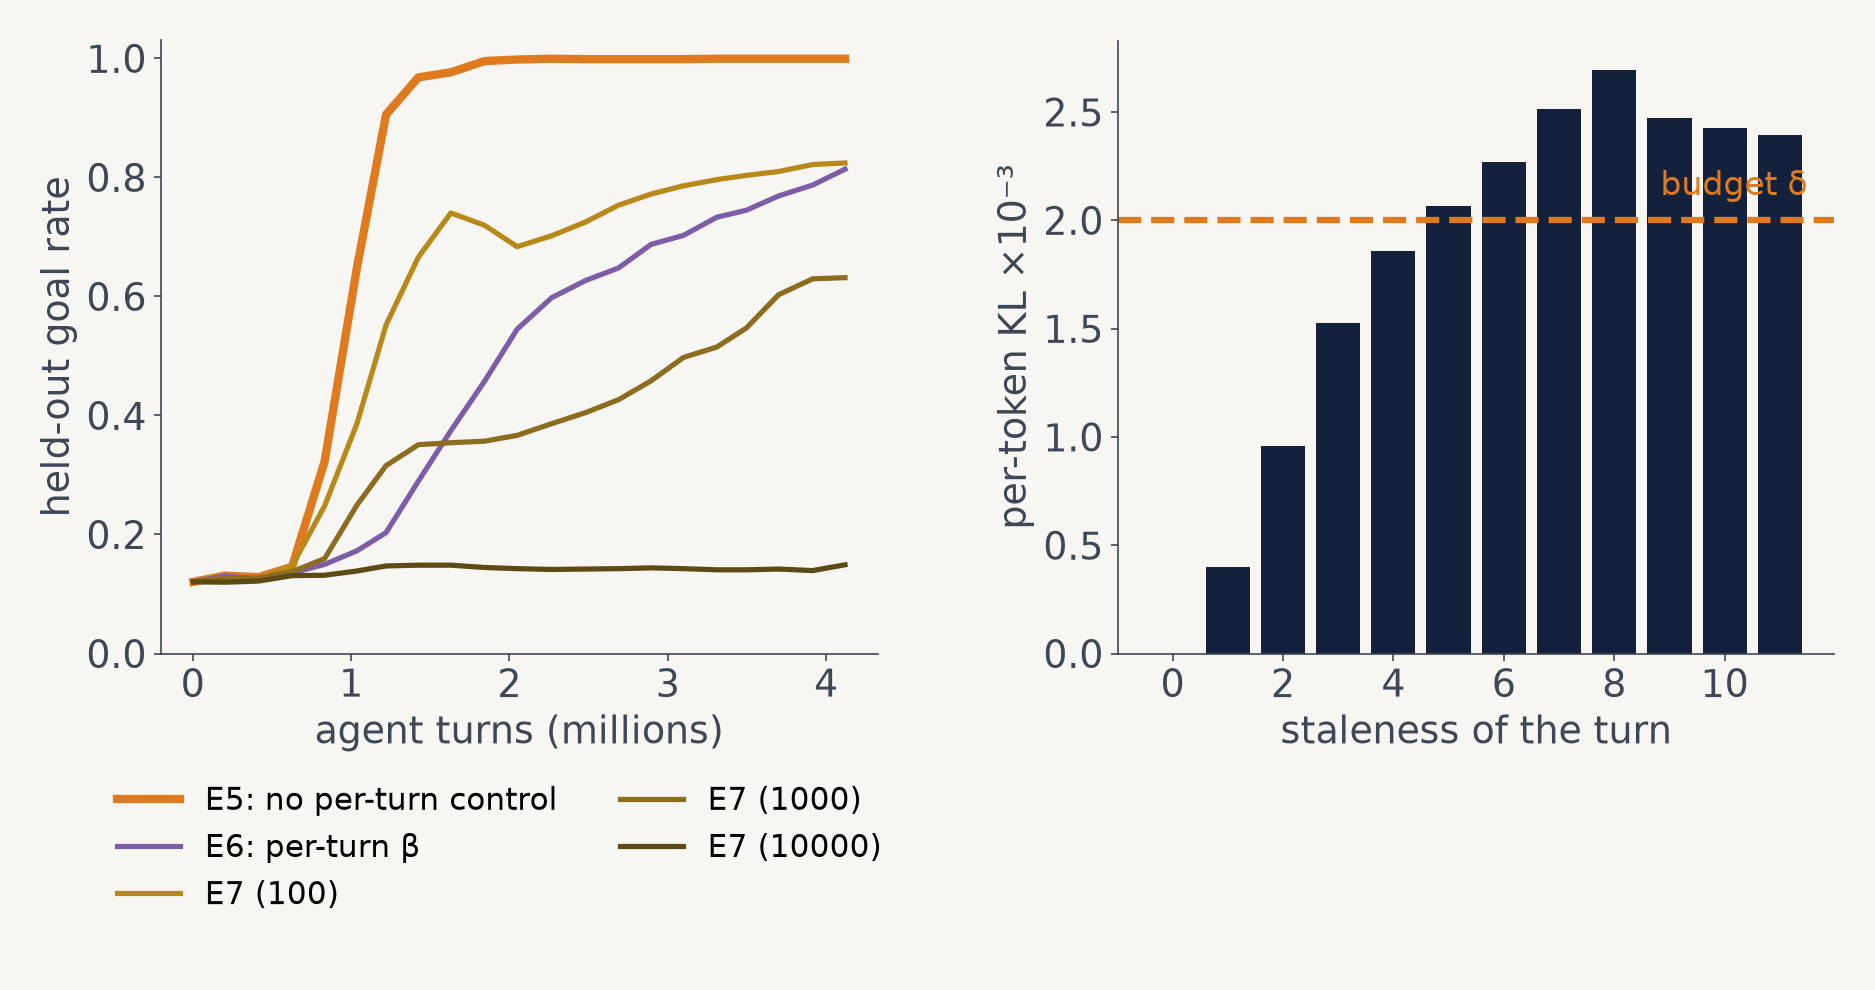 held-out goal rate
1.0
0.8
0.6
0.4
0.2
0.0
0 1 2 3 4
agent turns (millions)
E5: no per-turn control
E6: per-turn β
E7 (100)
E7 (1000)
E7 (10000)
per-token KL ×10⁻³
2.5
2.0
1.5
1.0
0.5
0.0
budget δ
0 2 4 6 8 10
staleness of the turn